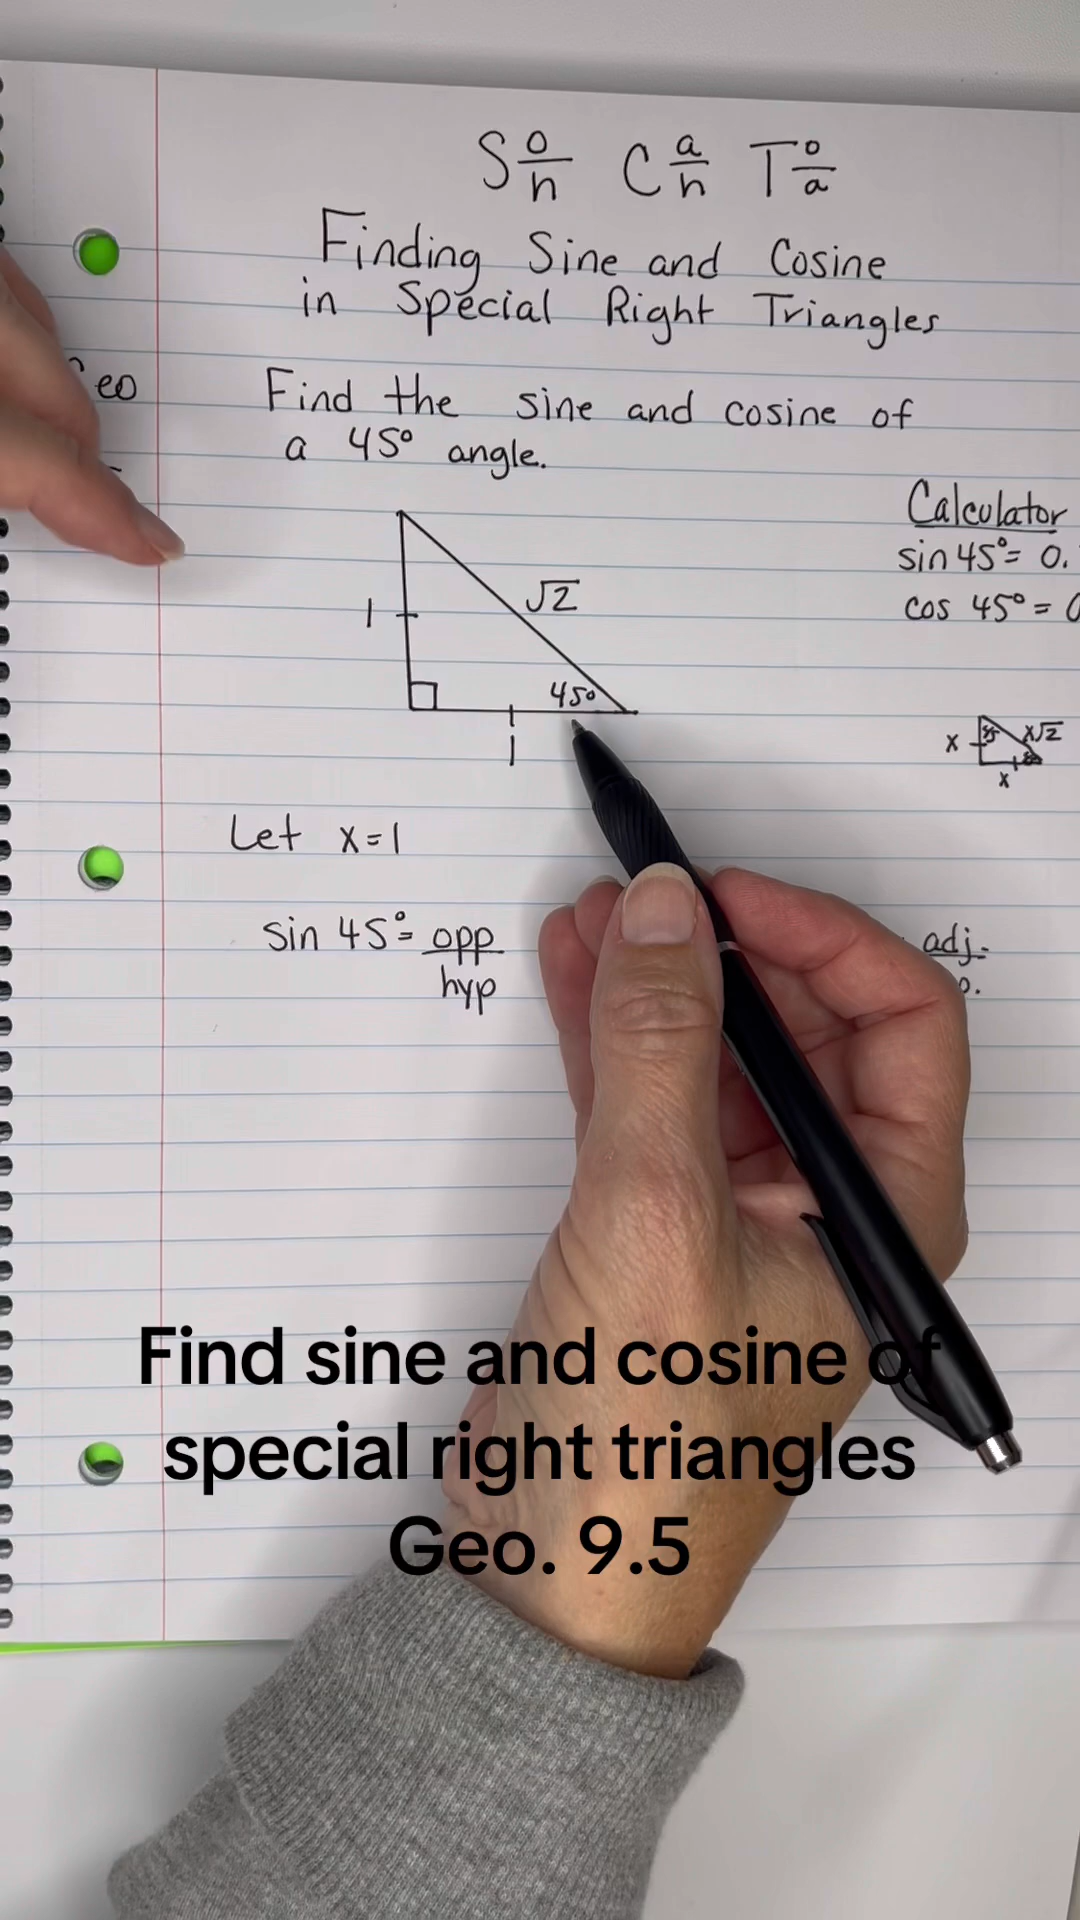 S o/h C a/h T o/a
Finding Sine and Cosine
in Special Right Triangles
Find the sine and cosine of
a 45° angle.
Calculator
sin 45° = 0.
cos 45° = 0
1
√2
45°
1
x
x√2
x
Let x = 1
sin 45° = opp
hyp
adj.
Find sine and cosine of
special right triangles
Geo. 9.5